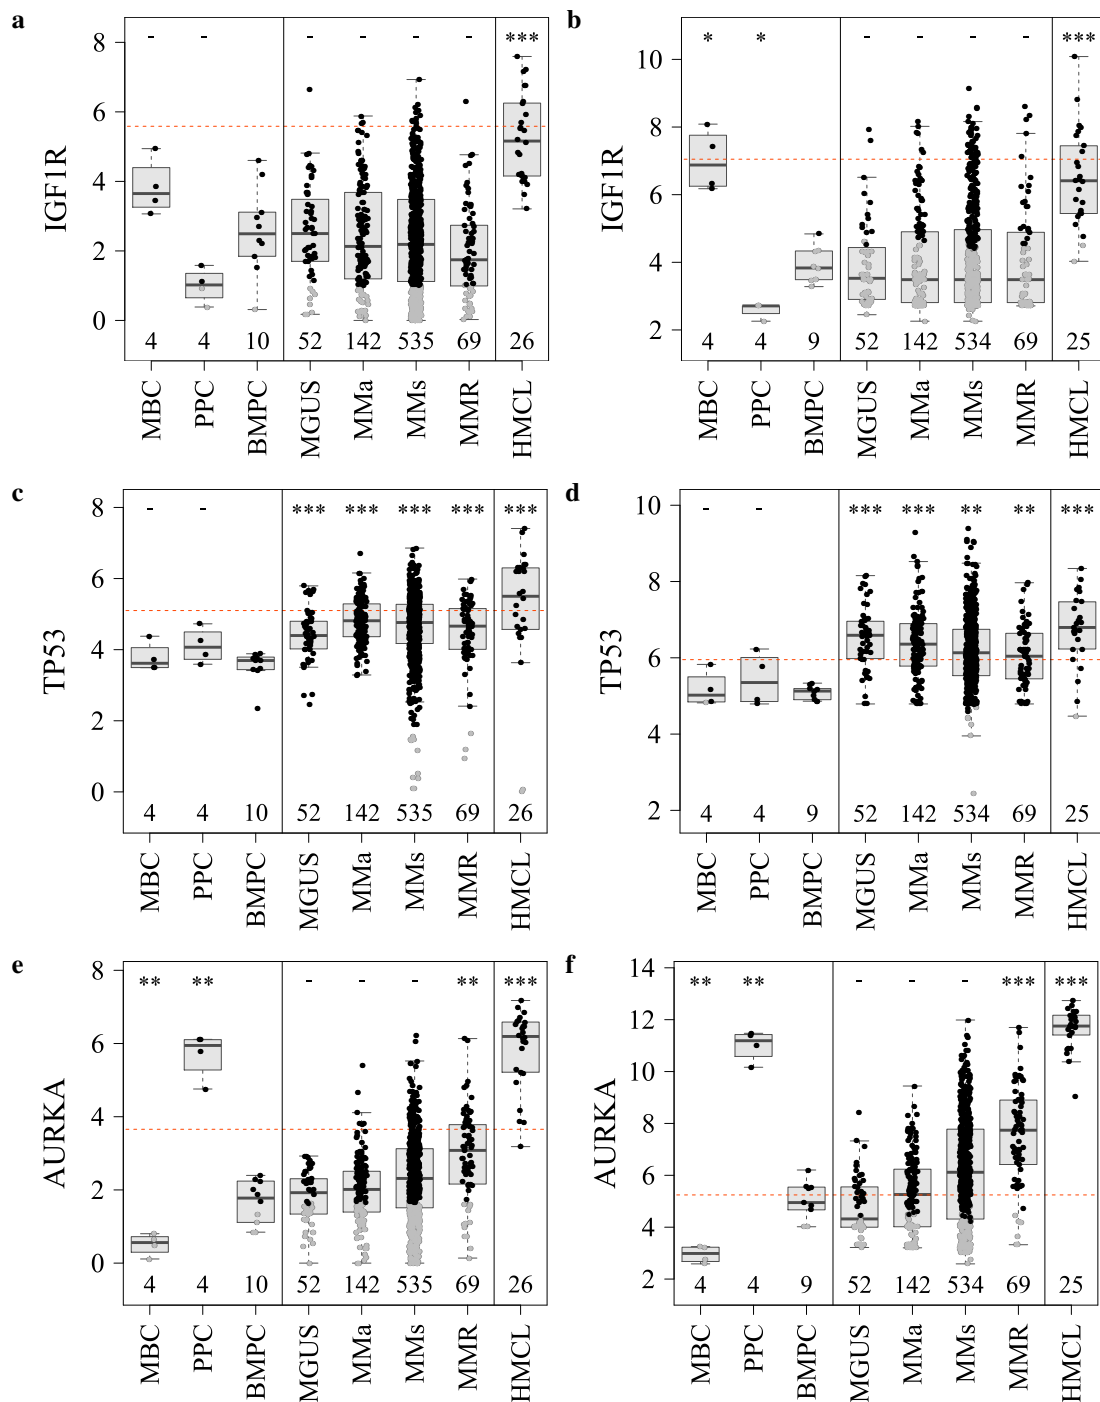 a
IGF1R
8
6
4
2
0
- - - - - - ***
4 4 10 52 142 535 69 26
MBC PPC BMPC MGUS MMa MMs MMR HMCL
b
IGF1R
10
8
6
4
2
* * - - - - ***
4 4 9 52 142 534 69 25
MBC PPC BMPC MGUS MMa MMs MMR HMCL
c
TP53
8
6
4
2
0
- - *** *** *** *** ***
4 4 10 52 142 535 69 26
MBC PPC BMPC MGUS MMa MMs MMR HMCL
d
TP53
10
8
6
4
2
- - *** *** ** ** ***
4 4 9 52 142 534 69 25
MBC PPC BMPC MGUS MMa MMs MMR HMCL
e
AURKA
8
6
4
2
0
** ** - - - ** ***
4 4 10 52 142 535 69 26
MBC PPC BMPC MGUS MMa MMs MMR HMCL
f
AURKA
14
12
10
8
6
4
2
** ** - - - *** ***
4 4 9 52 142 534 69 25
MBC PPC BMPC MGUS MMa MMs MMR HMCL